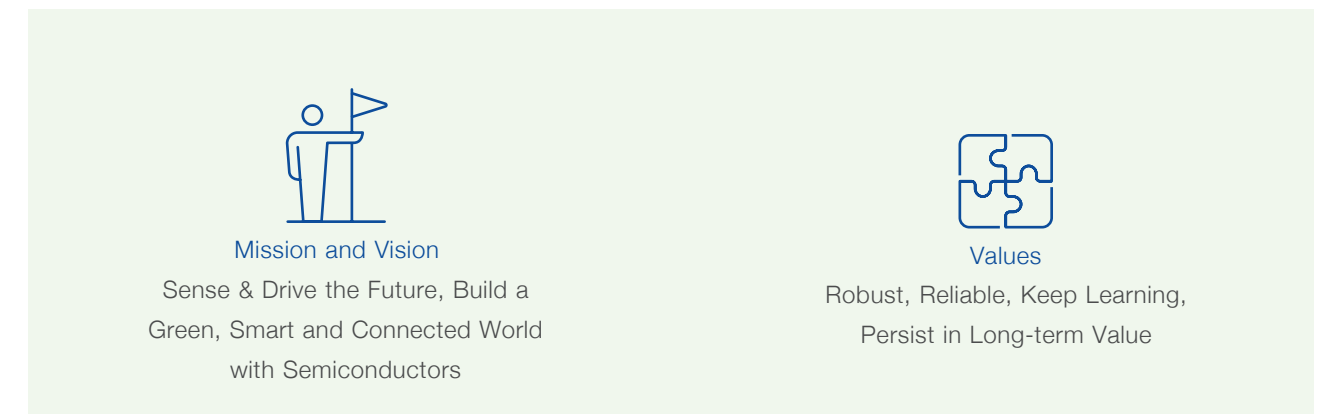 Mission and Vision
Sense & Drive the Future, Build a
Green, Smart and Connected World
with Semiconductors
Values
Robust, Reliable, Keep Learning,
Persist in Long-term Value